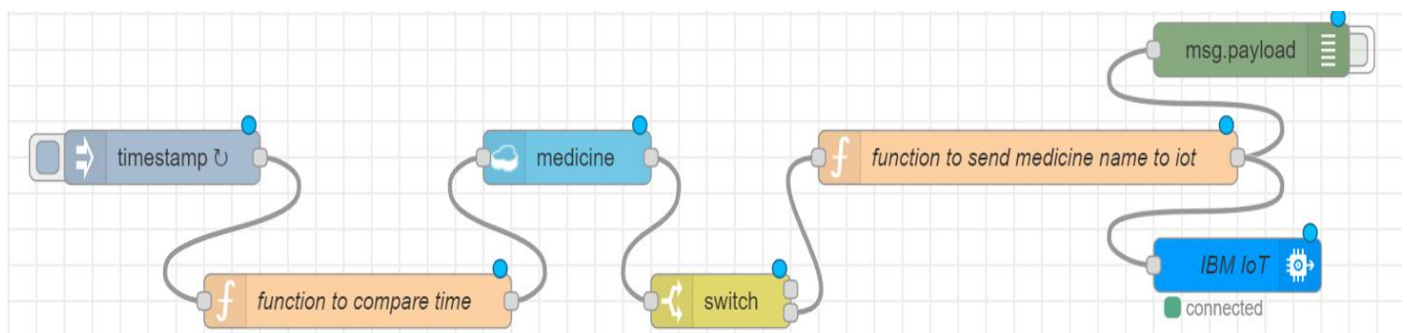 msg.payload
timestamp ↻
medicine
function to send medicine name to iot
function to compare time
switch
IBM IoT
connected